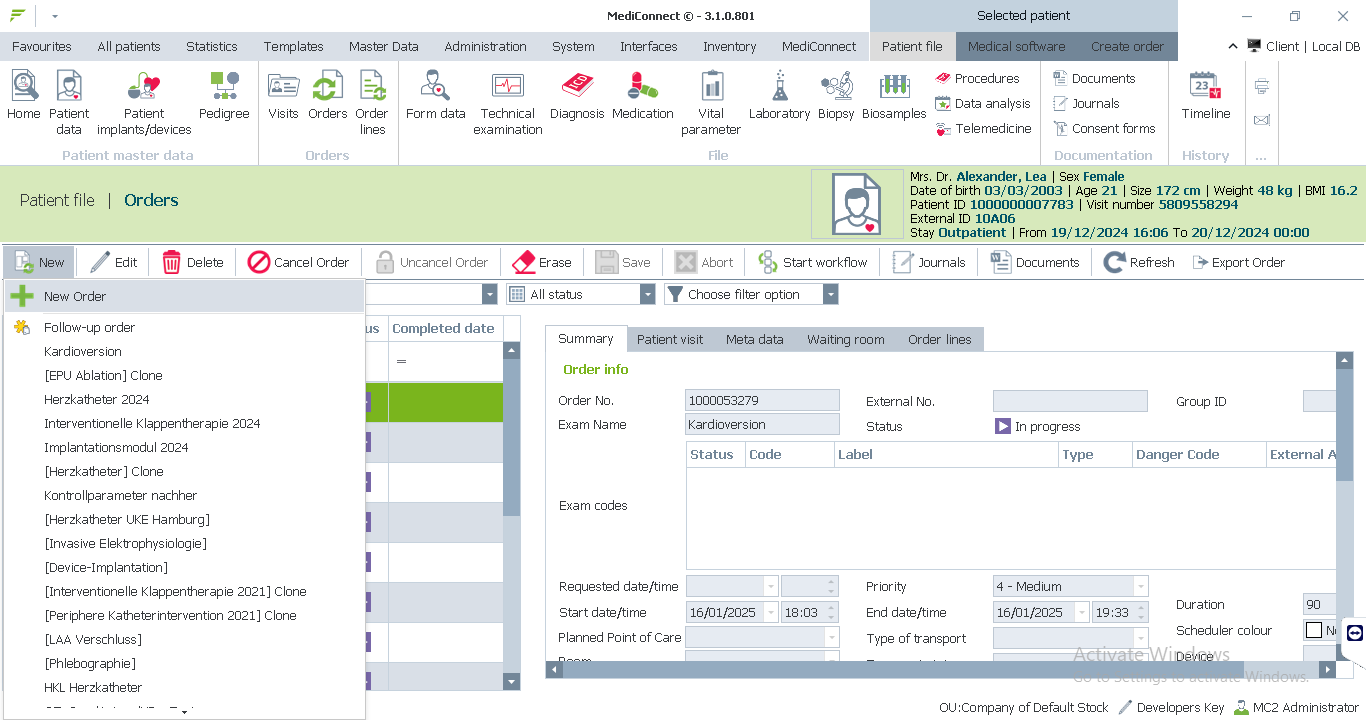 MediConnect © - 3.1.0.801
Selected patient
Favourites All patients Statistics Templates Master Data Administration System Interfaces Inventory MediConnect Patient file Medical software Create order Client | Local DB
Home Patient data Patient implants/devices Pedigree
Patient master data
Visits Orders Order lines
Orders
Form data Technical examination Diagnosis Medication Vital parameter Laboratory Biopsy Biosamples
Procedures
Data analysis
Telemedicine
File
Documents
Journals
Consent forms
Documentation
23
Timeline
History
...
Patient file | Orders
Mrs. Dr. Alexander, Lea | Sex Female
Date of birth 03/03/2003 | Age 21 | Size 172 cm | Weight 48 kg | BMI 16.2
Patient ID 1000000007783 | Visit number 5809558294
External ID 10A06
Stay Outpatient | From 19/12/2024 16:06 To 20/12/2024 00:00
New Edit Delete Cancel Order Uncancel Order Erase Save Abort Start workflow Journals Documents Refresh Export Order
New Order
Follow-up order
Kardioversion
[EPU Ablation] Clone
Herzkatheter 2024
Interventionelle Klappentherapie 2024
Implantationsmodul 2024
[Herzkatheter] Clone
Kontrollparameter nachher
[Herzkatheter UKE Hamburg]
[Invasive Elektrophysiologie]
[Device-Implantation]
[Interventionelle Klappentherapie 2021] Clone
[Periphere Katheterintervention 2021] Clone
[LAA Verschluss]
[Phlebographie]
HKL Herzkatheter
All status Choose filter option
us Completed date
=
Summary Patient visit Meta data Waiting room Order lines
Order info
Order No. 1000053279 External No. Group ID
Exam Name Kardioversion Status In progress
Status Code Label Type Danger Code External A
Exam codes
Requested date/time Priority 4 - Medium
Start date/time 16/01/2025 18:03 End date/time 16/01/2025 19:33 Duration 90
Planned Point of Care Type of transport Scheduler colour No
Room Device
Activate Windows
Go to Settings to activate Windows.
OU:Company of Default Stock Developers Key MC2 Administrator